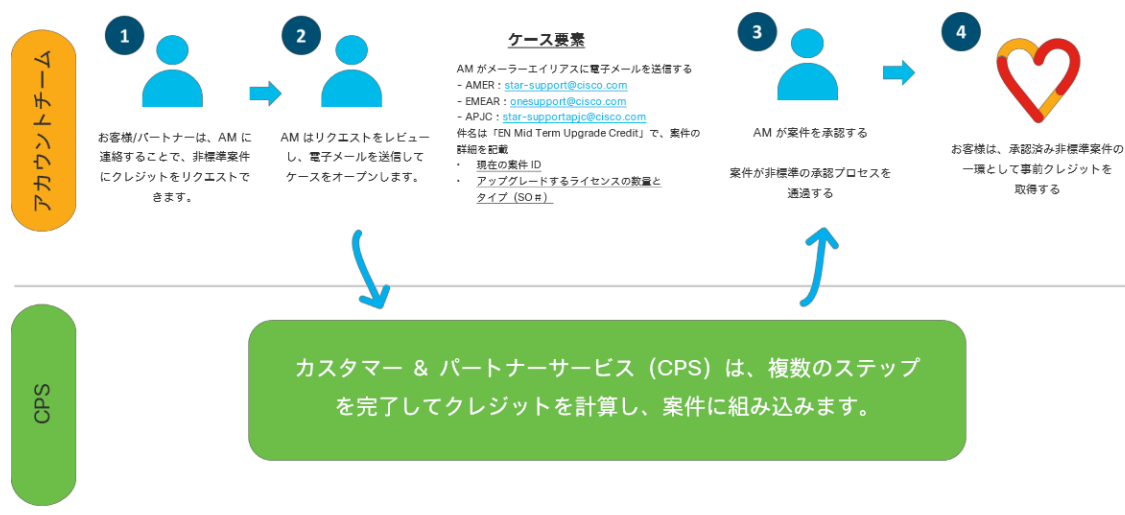 アカウントチーム
1
お客様/パートナーは、AM に
連絡することで、非標準案件
にクレジットをリクエストで
きます。
2
AM はリクエストをレビュー
し、電子メールを送信して
ケースをオープンします。
ケース要素
AM がメーラーエイリアスに電子メールを送信する
- AMER：star-support@cisco.com
- EMEAR：onesupport@cisco.com
- APJC：star-supportapjc@cisco.com
件名は「EN Mid Term Upgrade Credit」で、案件の
詳細を記載
• 現在の案件 ID
• アップグレードするライセンスの数量と
タイプ（SO#）
3
AM が案件を承認する
案件が非標準の承認プロセスを
通過する
4
お客様は、承認済み非標準案件の
一環として事前クレジットを
取得する
CPS
カスタマー & パートナーサービス（CPS）は、複数のステップ
を完了してクレジットを計算し、案件に組み込みます。